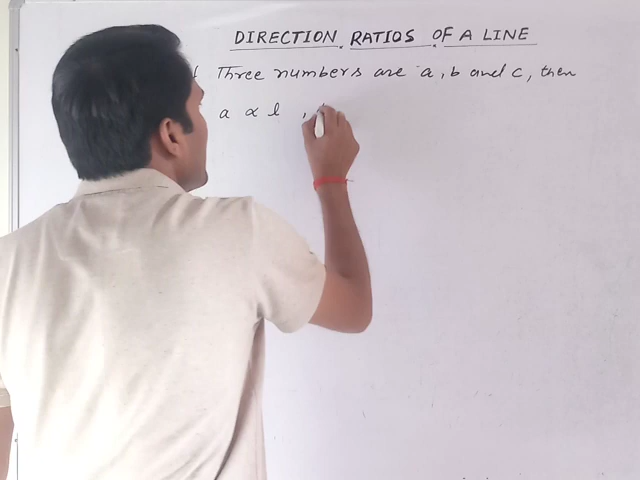 DIRECTION RATIOS OF A LINE
Three numbers are a, b and c, then
a ∝ l ,